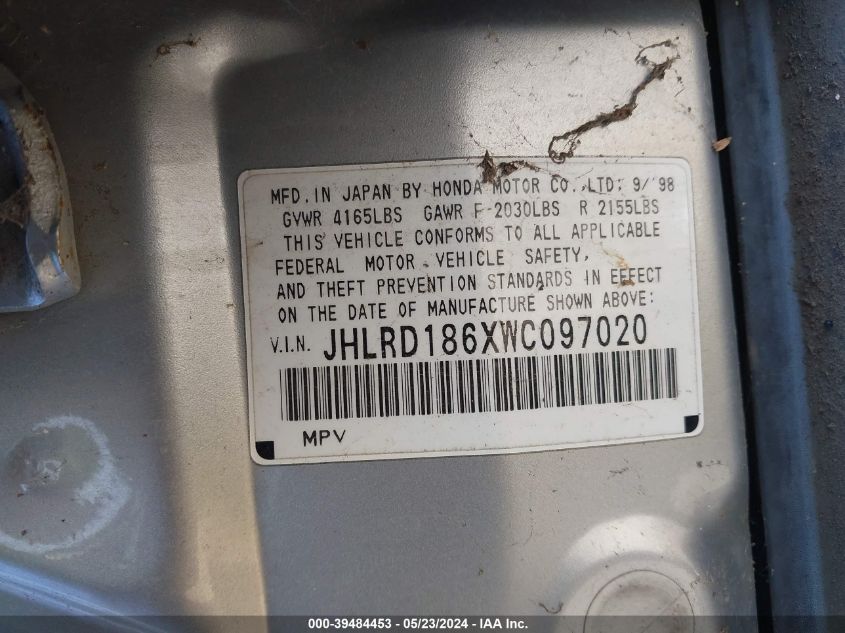 MFD. IN JAPAN BY HONDA MOTOR CO., LTD. 9/'98
GVWR 4165LBS GAWR F 2030LBS R 2155LBS
THIS VEHICLE CONFORMS TO ALL APPLICABLE
FEDERAL MOTOR VEHICLE SAFETY,
AND THEFT PREVENTION STANDARDS IN EFFECT
ON THE DATE OF MANUFACTURE SHOWN ABOVE:
V.I.N. JHLRD186XWC097020
MPV
000-39484453 - 05/23/2024 - IAA Inc.